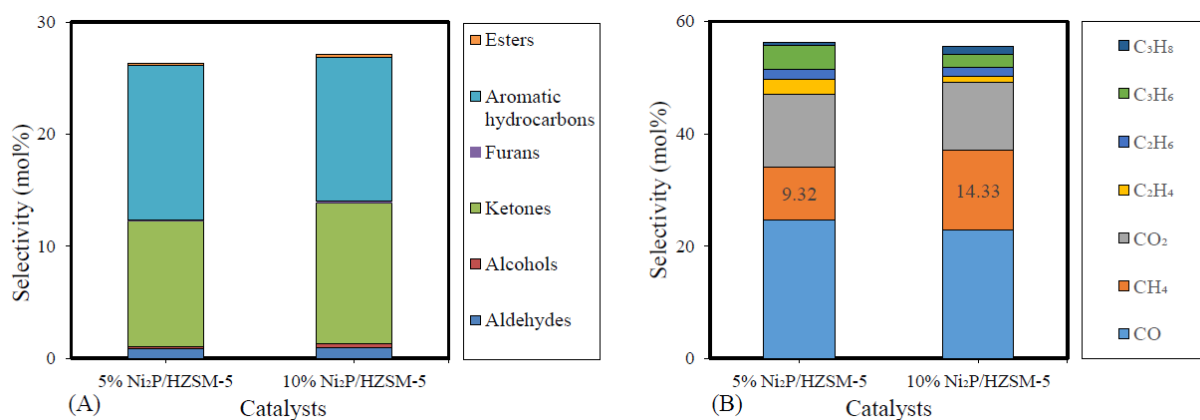 30
20
10
0
Selectivity (mol%)
5% Ni₂P/HZSM-5
10% Ni₂P/HZSM-5
(A)
Catalysts
Esters
Aromatic
hydrocarbons
Furans
Ketones
Alcohols
Aldehydes
60
40
20
0
Selectivity (mol%)
9.32
14.33
5% Ni₂P/HZSM-5
10% Ni₂P/HZSM-5
(B)
Catalysts
C₃H₈
C₃H₆
C₂H₆
C₂H₄
CO₂
CH₄
CO